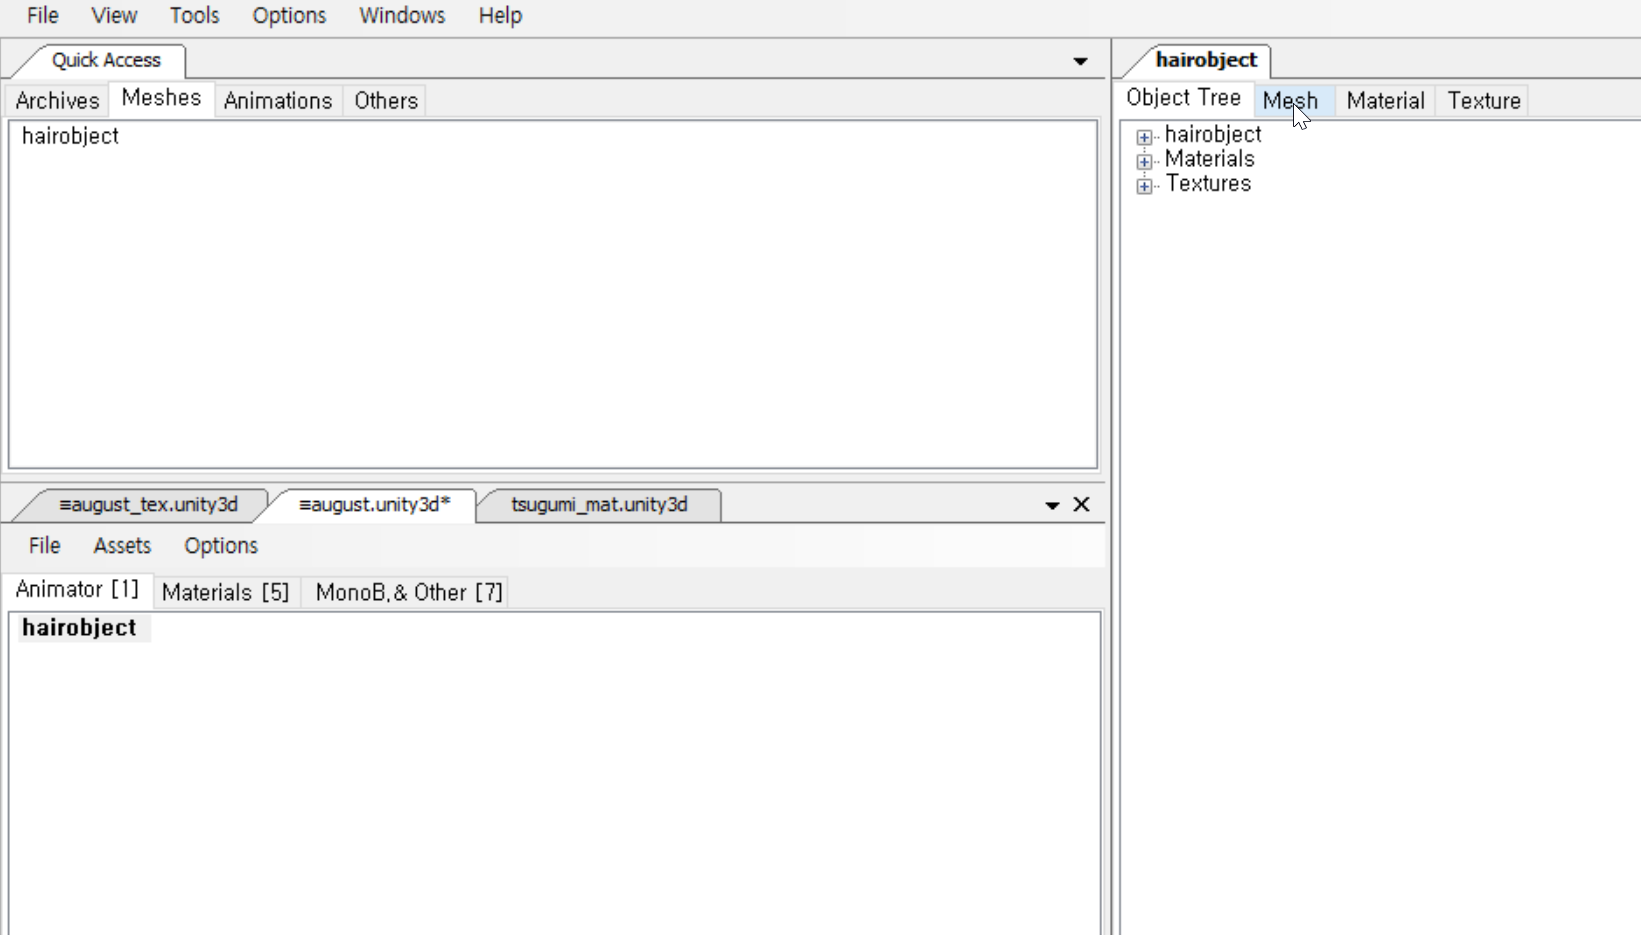 File View Tools Options Windows Help
Quick Access
Archives Meshes Animations Others
hairobject
≡august_tex.unity3d ≡august.unity3d* tsugumi_mat.unity3d
File Assets Options
Animator [1] Materials [5] MonoB.& Other [7]
hairobject
hairobject
Object Tree Mesh Material Texture
hairobject
Materials
Textures